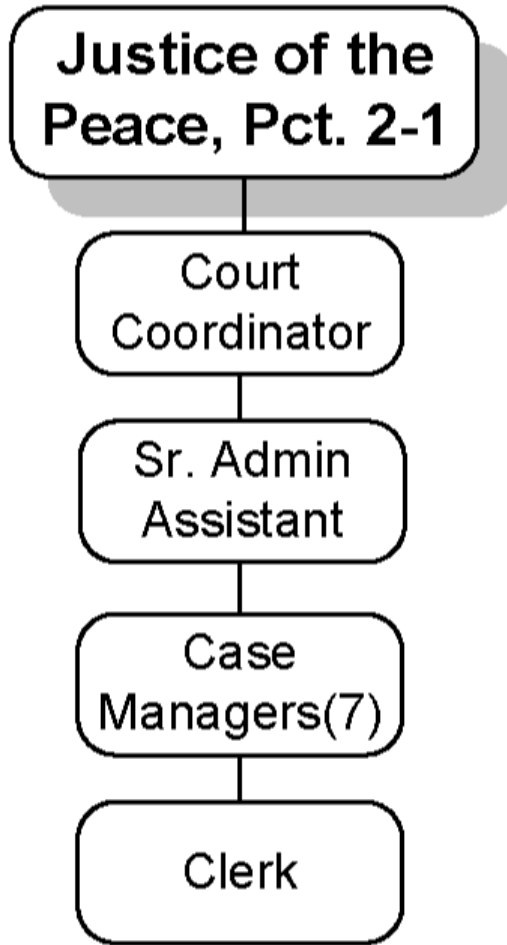 Justice of the
Peace, Pct. 2-1
Court
Coordinator
Sr. Admin
Assistant
Case
Managers(7)
Clerk